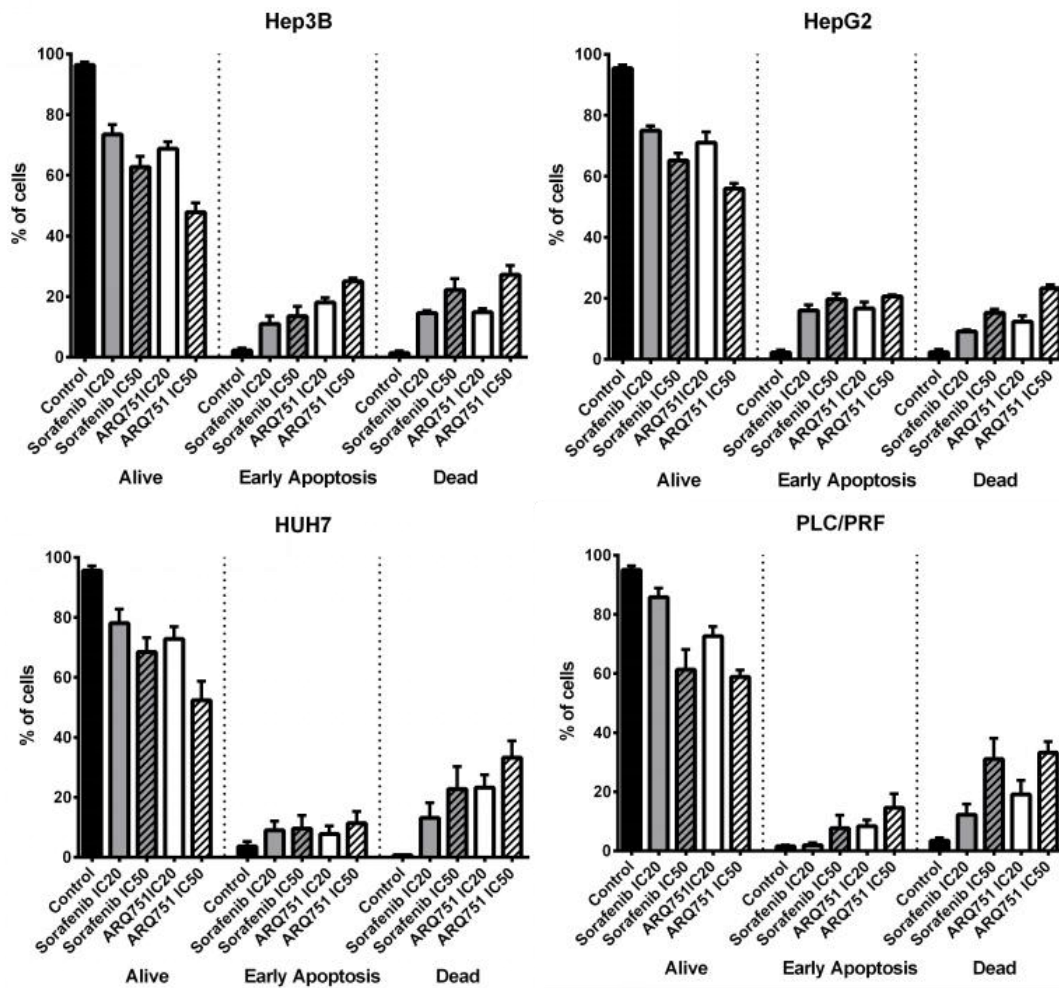 Hep3B
% of cells
100
80
60
40
20
0
Control
Sorafenib IC20
Sorafenib IC50
ARQ751IC20
ARQ751 IC50
Control
Sorafenib IC20
Sorafenib IC50
ARQ751 IC20
ARQ751 IC50
Control
Sorafenib IC20
Sorafenib IC50
ARQ751 IC20
ARQ751 IC50
Alive
Early Apoptosis
Dead
HepG2
% of cells
100
80
60
40
20
0
Control
Sorafenib IC20
Sorafenib IC50
ARQ751IC20
ARQ751 IC50
Control
Sorafenib IC20
Sorafenib IC50
ARQ751 IC20
ARQ751 IC50
Control
Sorafenib IC20
Sorafenib IC50
ARQ751 IC20
ARQ751 IC50
Alive
Early Apoptosis
Dead
HUH7
% of cells
100
80
60
40
20
0
Control
Sorafenib IC20
Sorafenib IC50
ARQ751IC20
ARQ751 IC50
Control
Sorafenib IC20
Sorafenib IC50
ARQ751 IC20
ARQ751 IC50
Control
Sorafenib IC20
Sorafenib IC50
ARQ751 IC20
ARQ751 IC50
Alive
Early Apoptosis
Dead
PLC/PRF
% of cells
100
80
60
40
20
0
Control
Sorafenib IC20
Sorafenib IC50
ARQ751IC20
ARQ751 IC50
Control
Sorafenib IC20
Sorafenib IC50
ARQ751 IC20
ARQ751 IC50
Control
Sorafenib IC20
Sorafenib IC50
ARQ751 IC20
ARQ751 IC50
Alive
Early Apoptosis
Dead